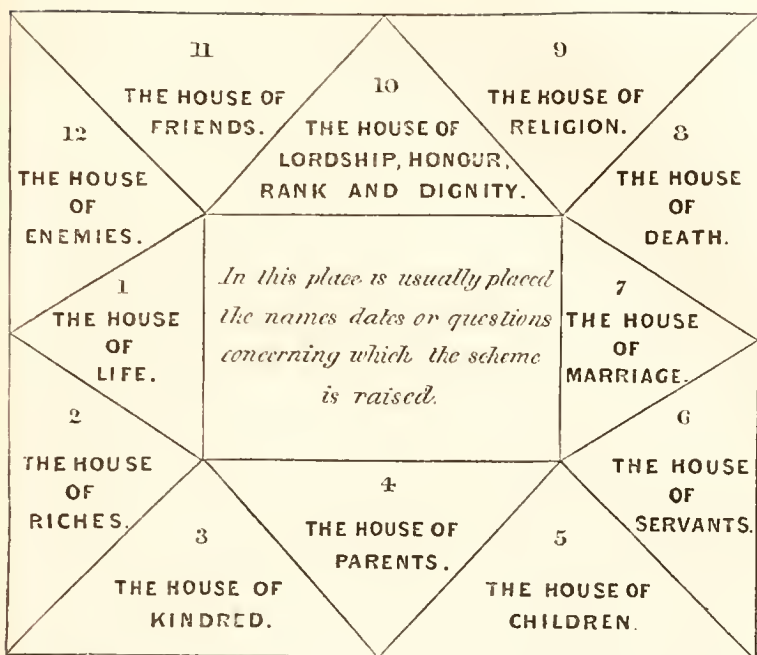 11
THE HOUSE OF
FRIENDS.
10
THE HOUSE OF
LORDSHIP, HONOUR,
RANK AND DIGNITY.
9
THE HOUSE OF
RELIGION.
12
THE HOUSE
OF
ENEMIES.
8
THE HOUSE
OF
DEATH.
1
THE HOUSE
OF
LIFE.
In this place is usually placed
the names dates or questions
concerning which the scheme
is raised.
7
THE HOUSE
OF
MARRIAGE.
2
THE HOUSE
OF
RICHES.
6
THE HOUSE
OF
SERVANTS.
3
THE HOUSE OF
KINDRED.
4
THE HOUSE OF
PARENTS.
5
THE HOUSE OF
CHILDREN.